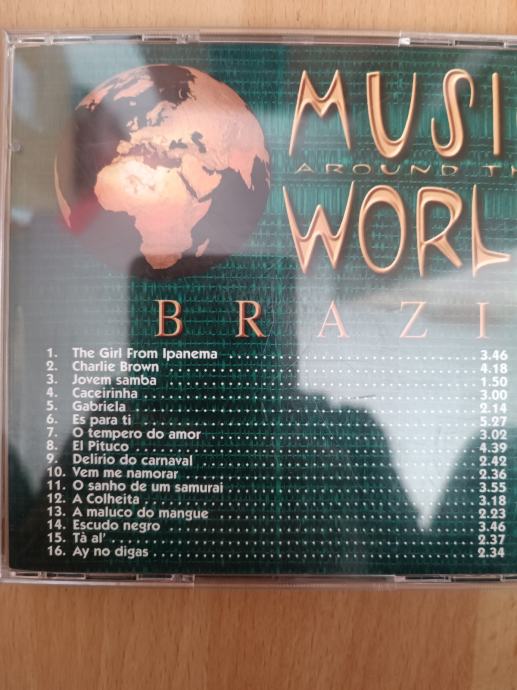 MUSI
AROUND TH
WORL
BRAZI
1. The Girl From Ipanema 3.46
2. Charlie Brown 4.18
3. Jovem samba 1.50
4. Caceirinha 3.00
5. Gabriela 2.14
6. Es para ti 5.27
7. O tempero do amor 3.02
8. El Pituco 4.39
9. Delírio do carnaval 2.42
10. Vem me namorar 2.36
11. O sanho de um samurai 3.55
12. A Colheita 3.18
13. A maluco do mangue 2.23
14. Escudo negro 3.46
15. Tà al' 2.37
16. Ay no digas 2.34